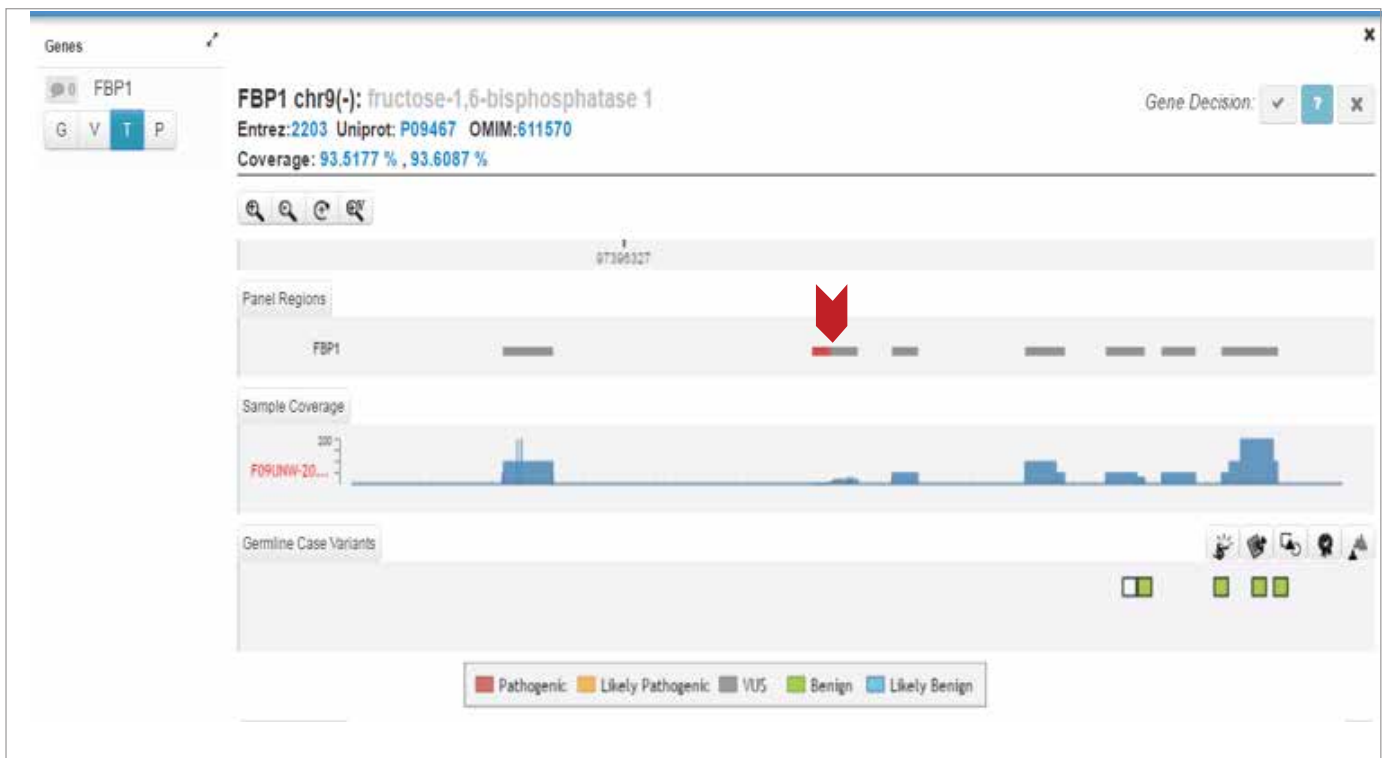 Genes
0 FBP1
G V T P
FBP1 chr9(-): fructose-1,6-bisphosphatase 1
Gene Decision: ?
Entrez:2203 Uniprot: P09467 OMIM:611570
Coverage: 93.5177 % , 93.6087 %
97396327
Panel Regions
FBP1
Sample Coverage
200
F09UNW-20....
Germline Case Variants
Pathogenic Likely Pathogenic VUS Benign Likely Benign